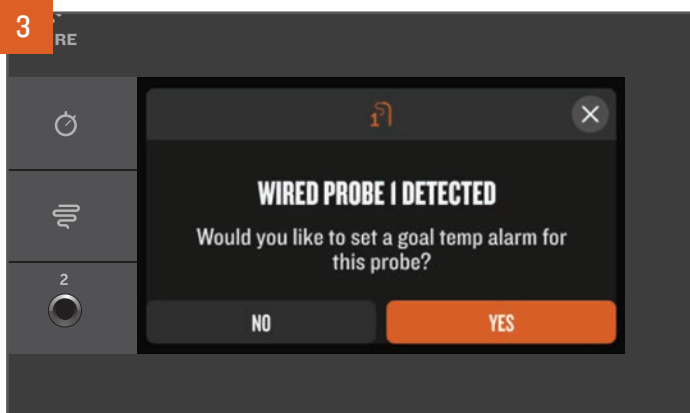 3
RE
1
WIRED PROBE 1 DETECTED
Would you like to set a goal temp alarm for
this probe?
2
NO
YES